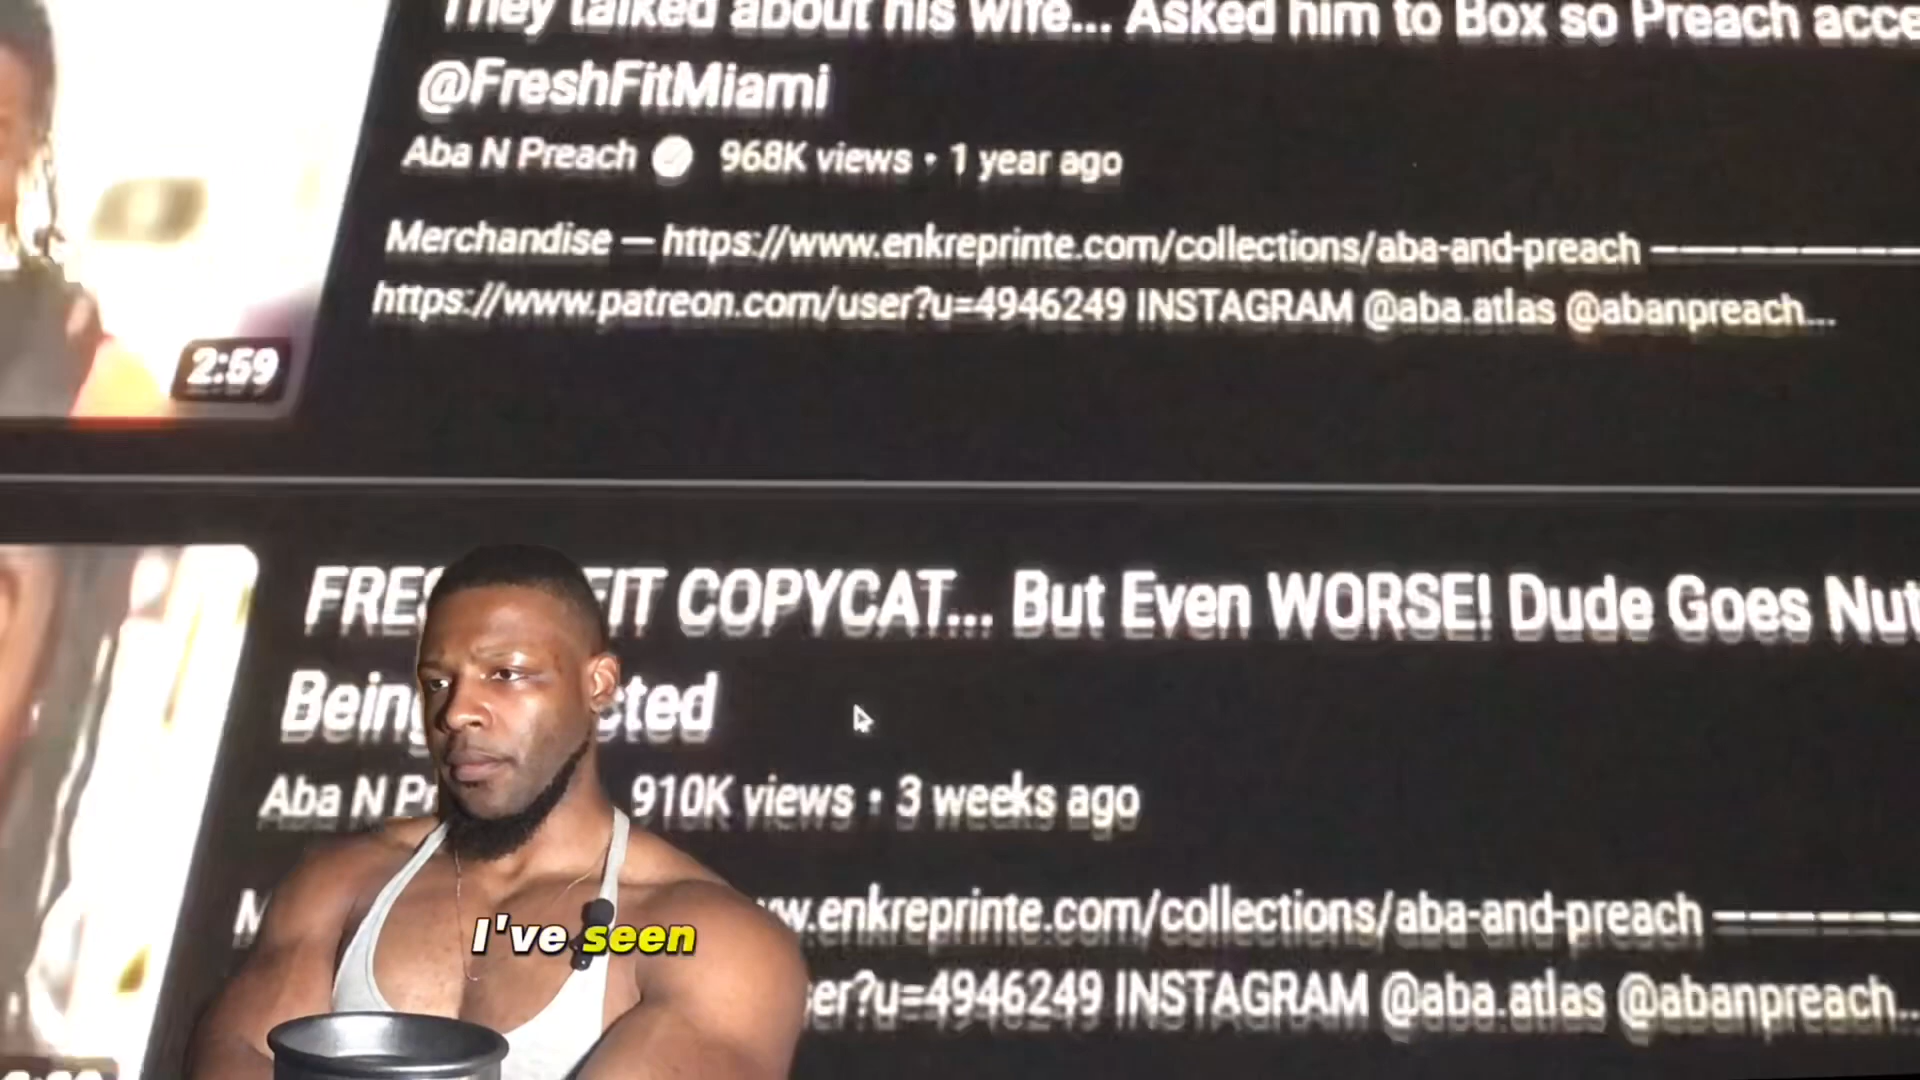 They talked about his wife... Asked him to Box so Preach acce
@FreshFitMiami
Aba N Preach 968K views • 1 year ago
Merchandise — https://www.enkreprinte.com/collections/aba-and-preach ——————
https://www.patreon.com/user?u=4946249 INSTAGRAM @aba.atlas @abanpreach...
2:59
FRES FIT COPYCAT... But Even WORSE! Dude Goes Nut
Being cted
Aba N Pr 910K views • 3 weeks ago
M ww.enkreprinte.com/collections/aba-and-preach —————
I've seen
ser?u=4946249 INSTAGRAM @aba.atlas @abanpreach...